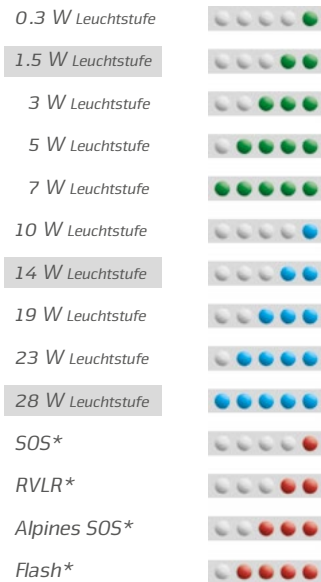 0.3 W Leuchtstufe
1.5 W Leuchtstufe
3 W Leuchtstufe
5 W Leuchtstufe
7 W Leuchtstufe
10 W Leuchtstufe
14 W Leuchtstufe
19 W Leuchtstufe
23 W Leuchtstufe
28 W Leuchtstufe
SOS*
RVLR*
Alpines SOS*
Flash*